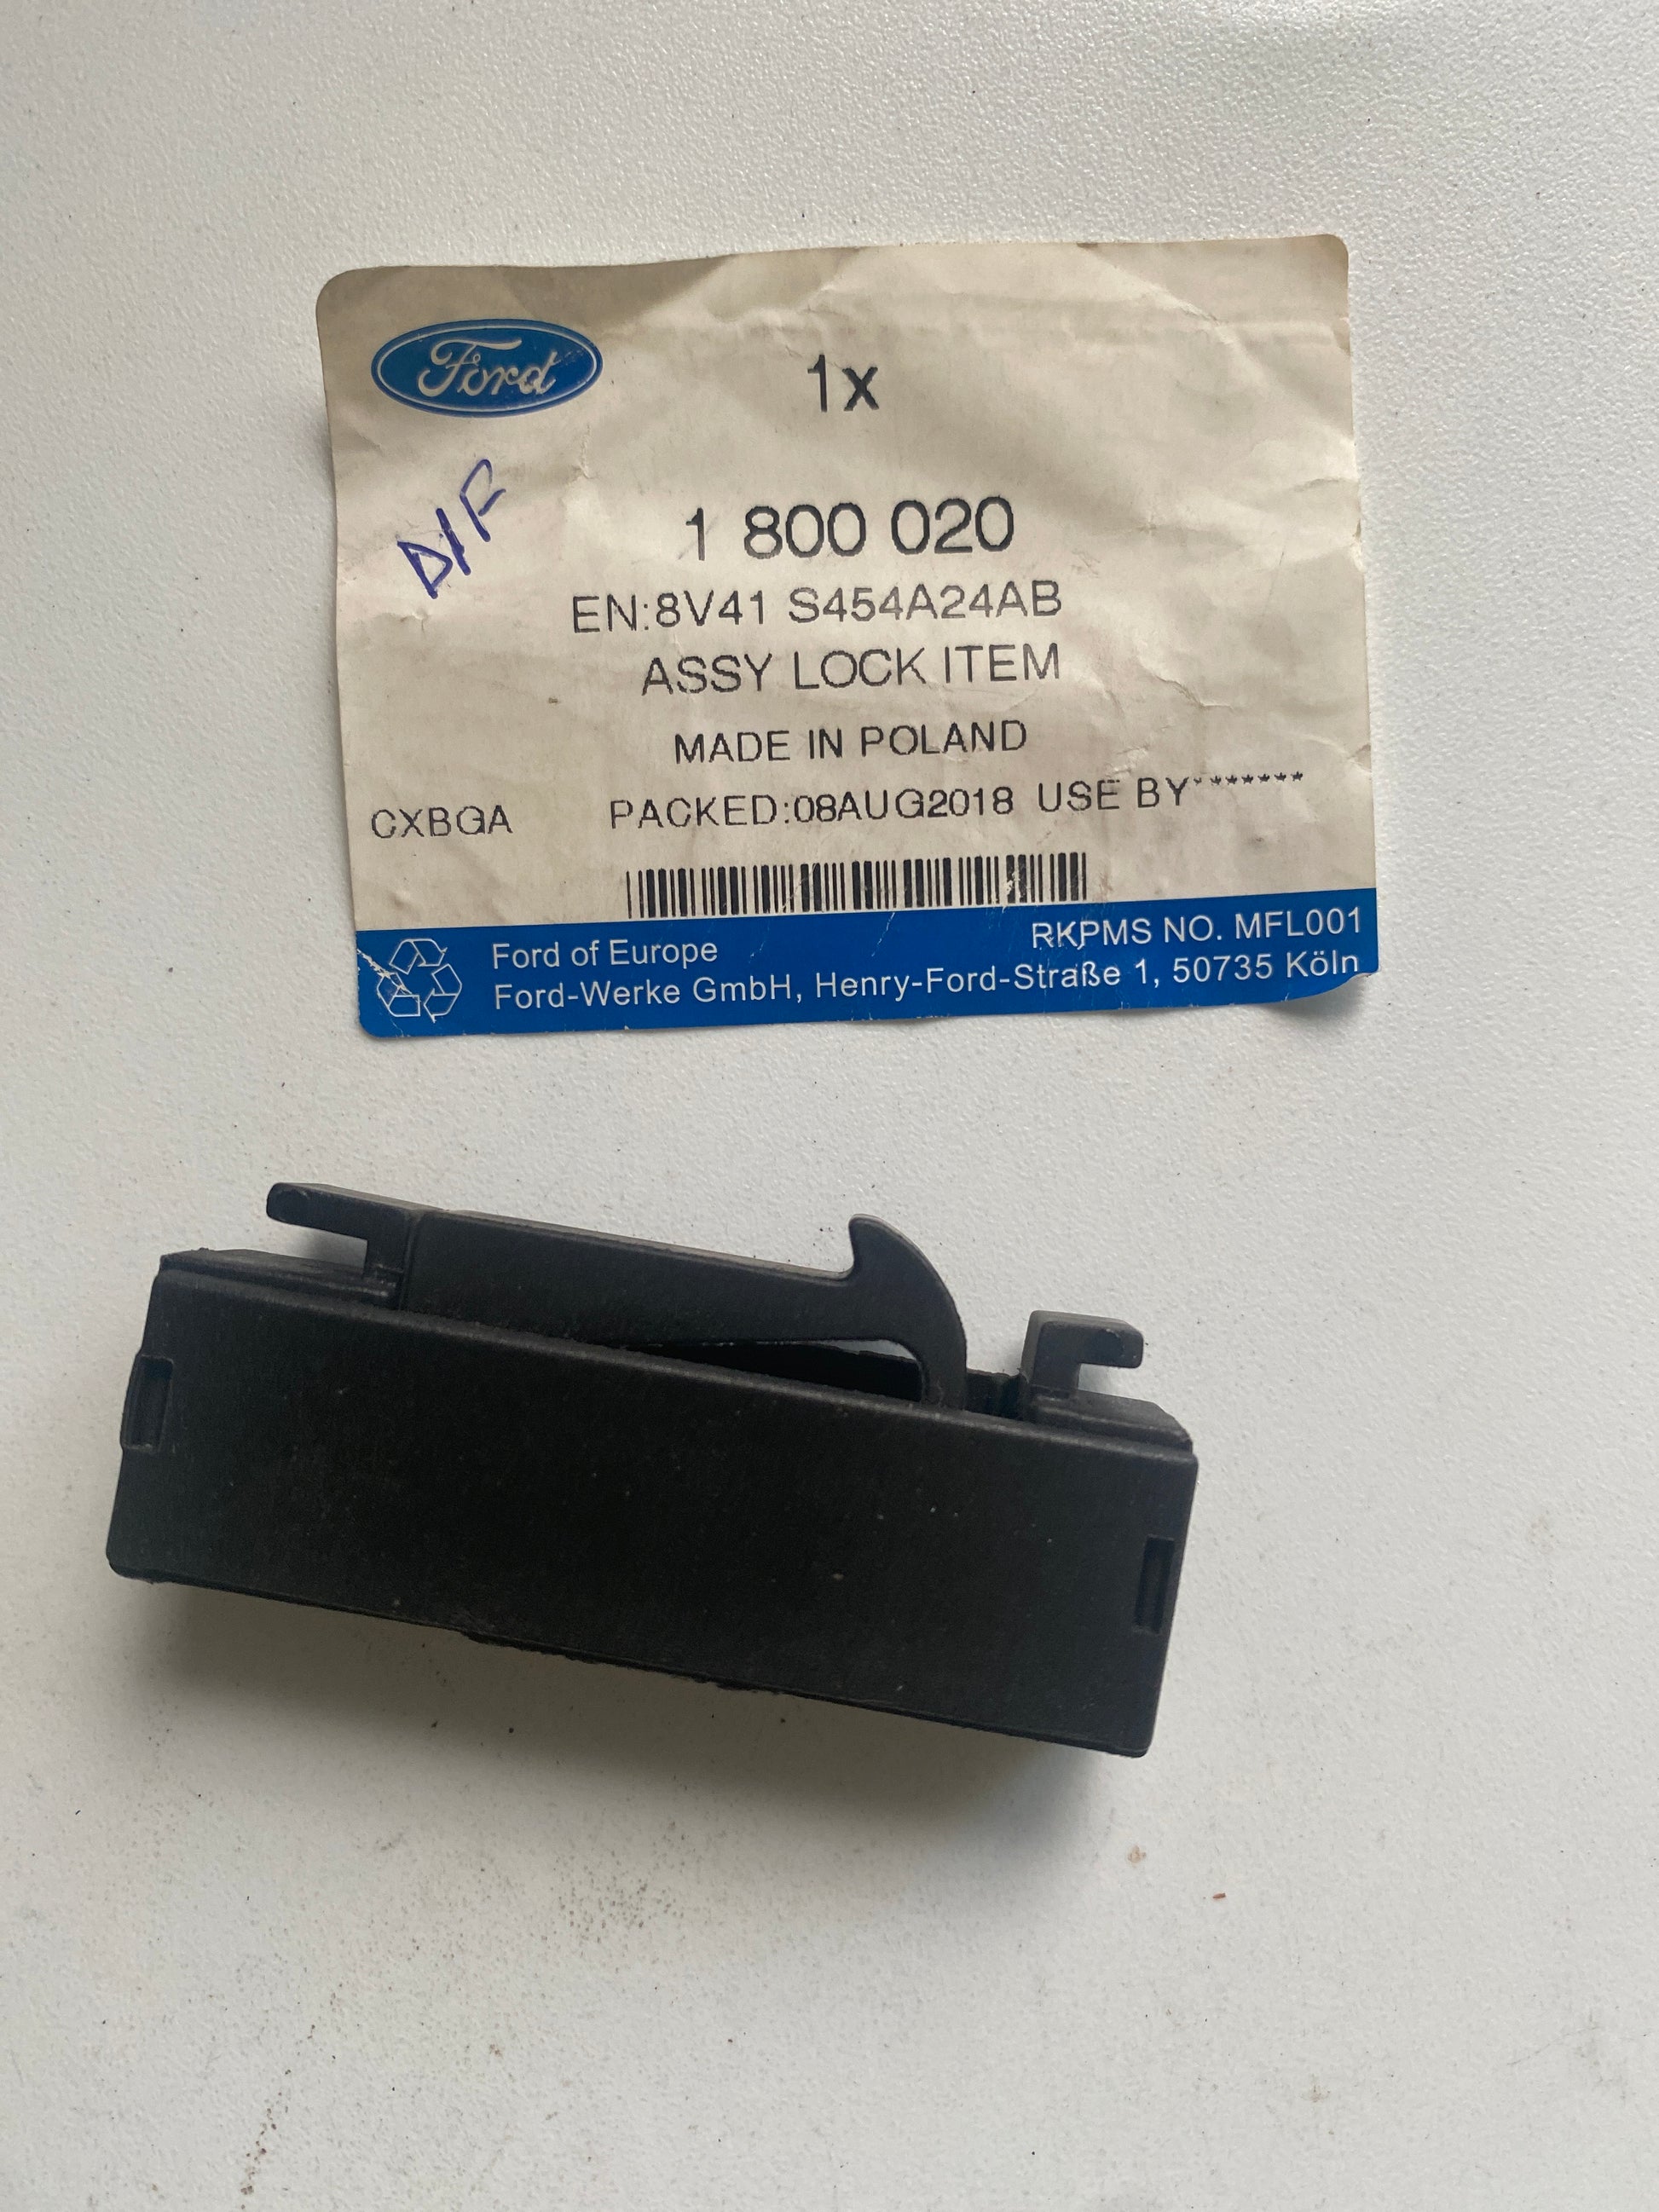 Ford
1x
D/F
1 800 020
EN:8V41 S454A24AB
ASSY LOCK ITEM
MADE IN POLAND
CXBGA PACKED:08AUG2018 USE BY*******
RKPMS NO. MFL001
Ford of Europe
Ford-Werke GmbH, Henry-Ford-Straße 1, 50735 Köln